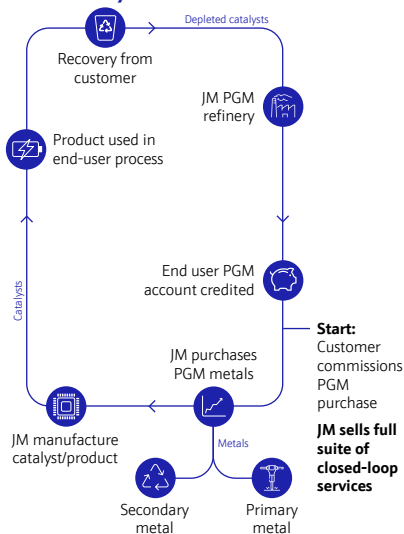 Depleted catalysts
Recovery from
customer
JM PGM
refinery
Product used in
end-user process
End user PGM
account credited
Catalysts
Start:
Customer
commissions
PGM
purchase
JM sells full
suite of
closed-loop
services
JM purchases
PGM metals
JM manufacture
catalyst/product
Metals
Secondary
metal
Primary
metal